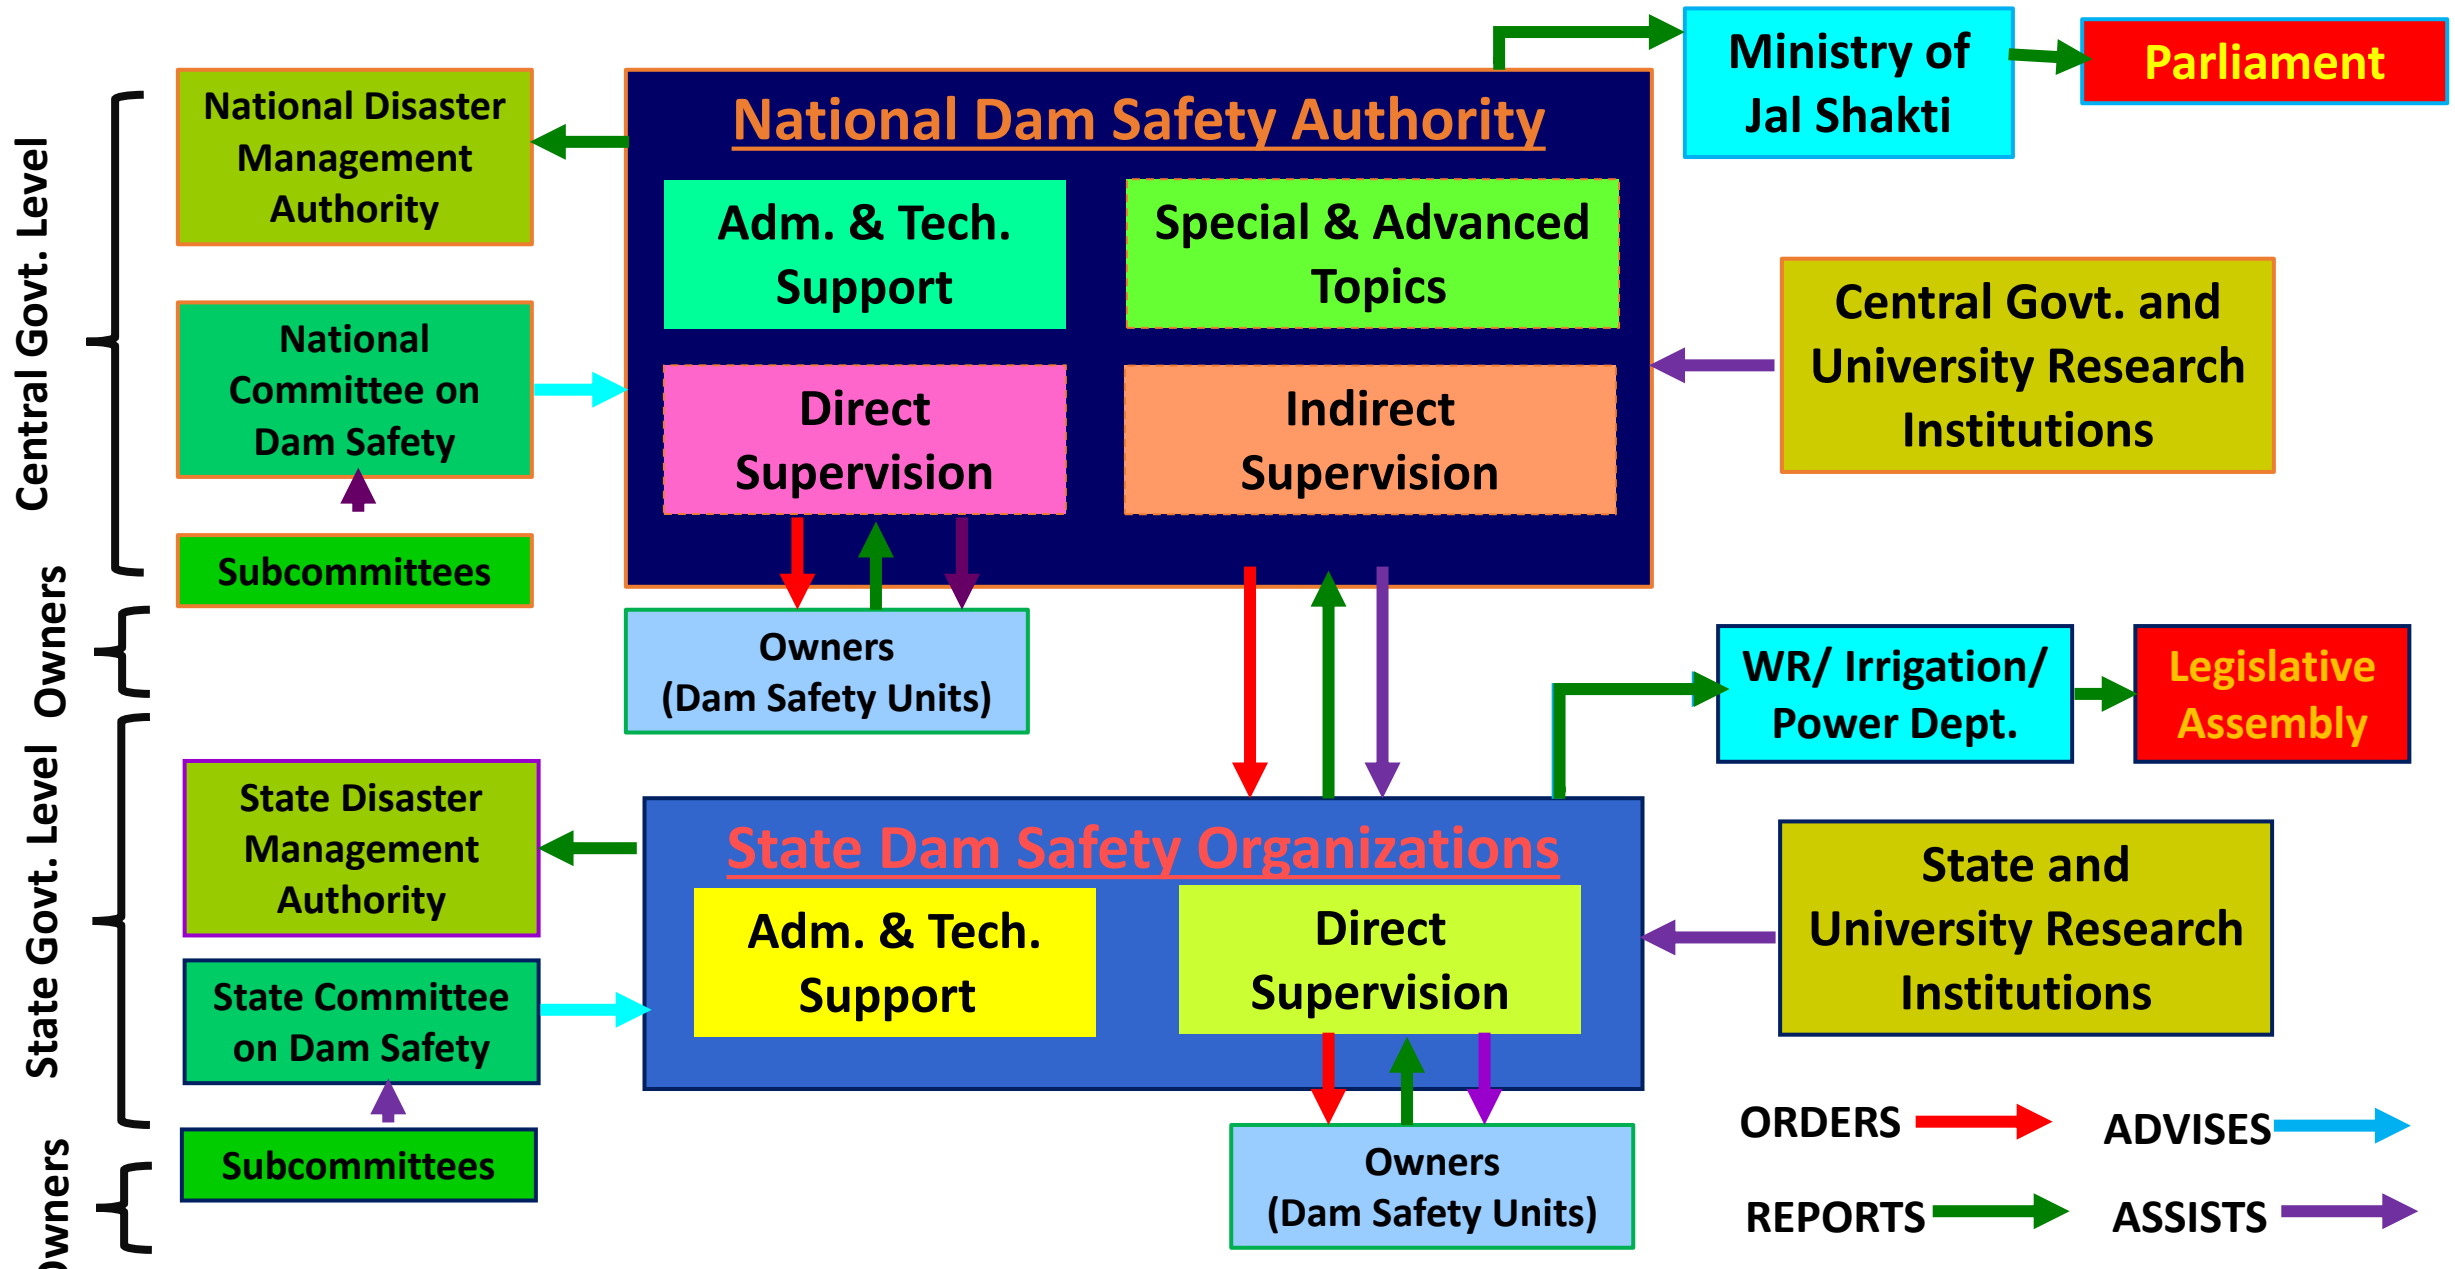 Ministry of
Jal Shakti
Parliament
National Disaster
Management
Authority
National Dam Safety Authority
Adm. & Tech.
Support
Special & Advanced
Topics
Central Govt. Level
National
Committee on
Dam Safety
Direct
Supervision
Indirect
Supervision
Central Govt. and
University Research
Institutions
Subcommittees
Owners
Owners
(Dam Safety Units)
WR/ Irrigation/
Power Dept.
Legislative
Assembly
State Govt. Level
State Disaster
Management
Authority
State Dam Safety Organizations
Adm. & Tech.
Support
Direct
Supervision
State and
University Research
Institutions
State Committee
on Dam Safety
Subcommittees
Owners
Owners
(Dam Safety Units)
ORDERS
ADVISES
REPORTS
ASSISTS